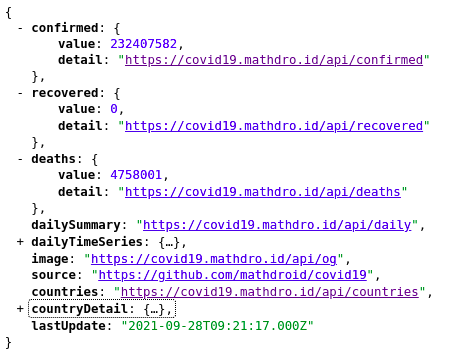 {
- confirmed: {
value: 232407582,
detail: "https://covid19.mathdro.id/api/confirmed"
},
- recovered: {
value: 0,
detail: "https://covid19.mathdro.id/api/recovered"
},
- deaths: {
value: 4758001,
detail: "https://covid19.mathdro.id/api/deaths"
},
dailySummary: "https://covid19.mathdro.id/api/daily",
+ dailyTimeSeries: {…},
image: "https://covid19.mathdro.id/api/og",
source: "https://github.com/mathdroid/covid19",
countries: "https://covid19.mathdro.id/api/countries",
+ countryDetail: {…},
lastUpdate: "2021-09-28T09:21:17.000Z"
}